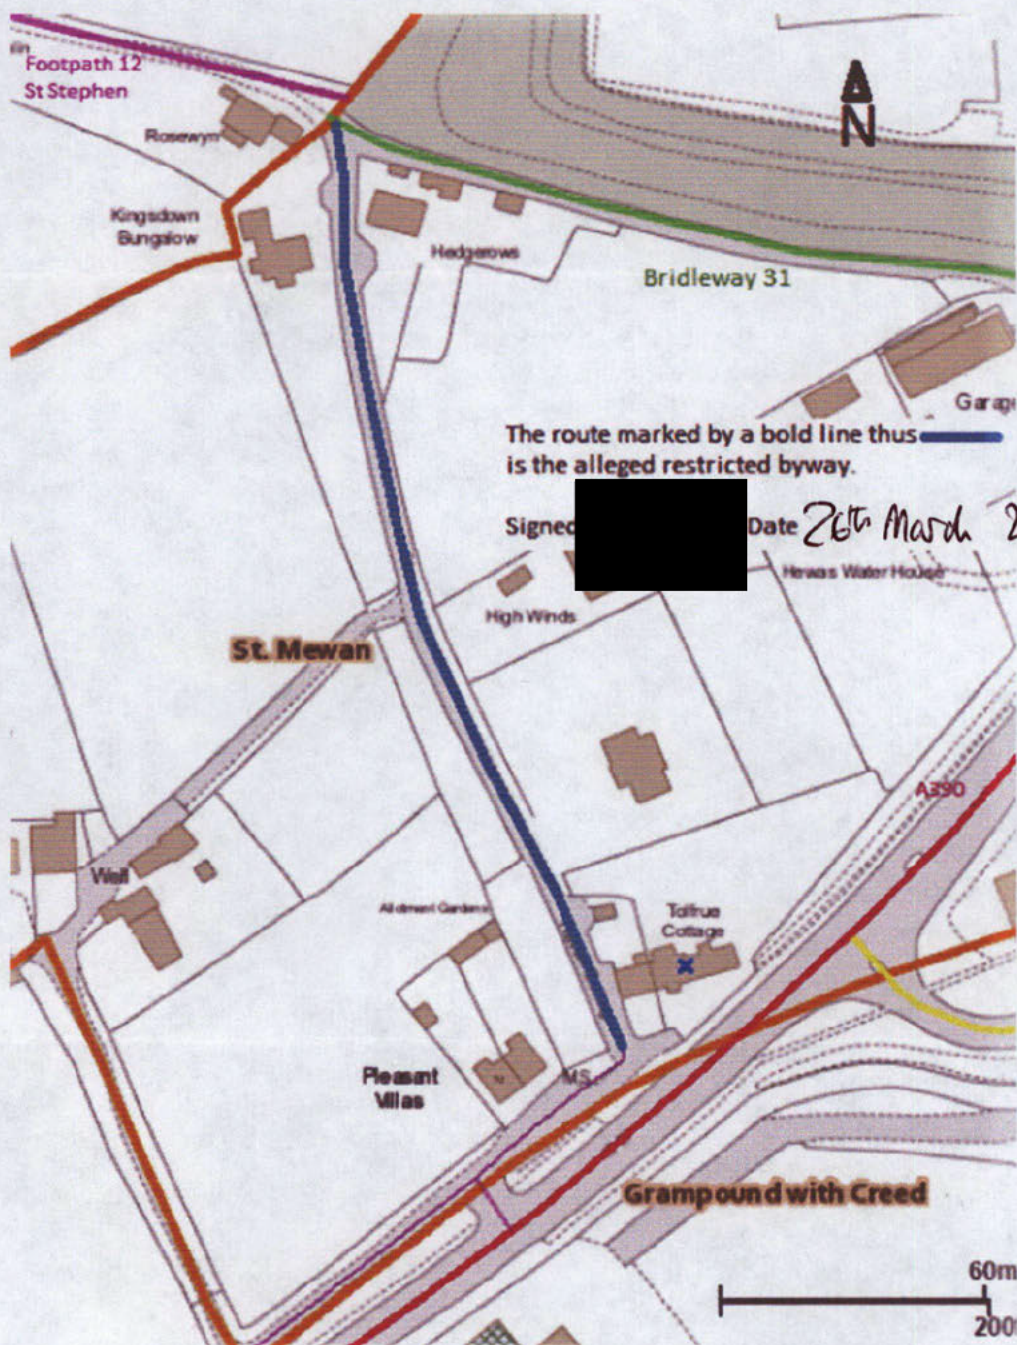 Footpath 12
St Stephen
N
Rosewyn
Kingsdown
Bungalow
Hedgerows
Bridleway 31
The route marked by a bold line thus
is the alleged restricted byway.
Signed
Date 26th March
Hewas Water House
High Winds
St. Mewan
A390
Well
Allotment Gardens
Tolfrue
Cottage
Pleasant
Villas
MS
Grampound with Creed
60m